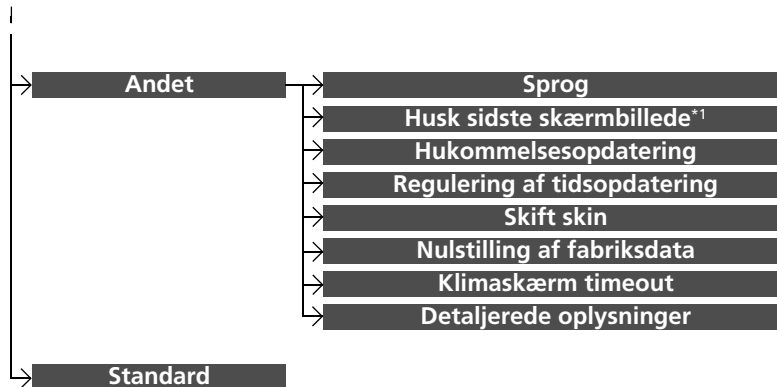 Andet
Sprog
Husk sidste skærmbillede*1
Hukommelsesopdatering
Regulering af tidsopdatering
Skift skin
Nulstilling af fabriksdata
Klimaskærm timeout
Detaljerede oplysninger
Standard